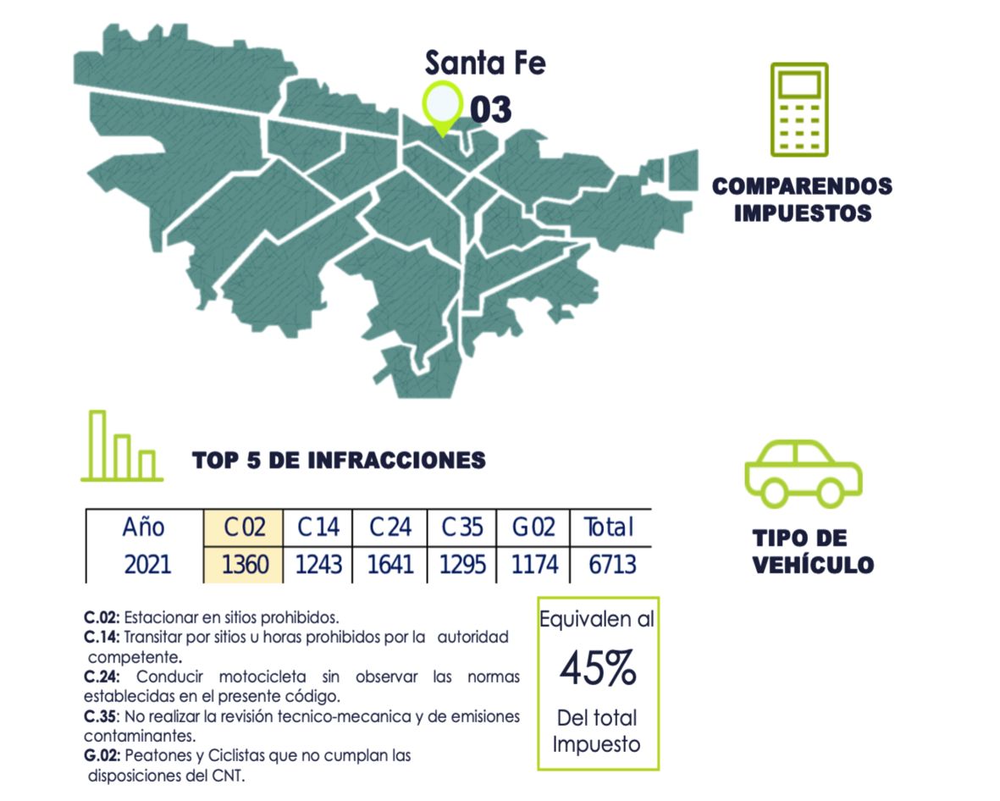 Santa Fe
03
COMPARENDOS
IMPUESTOS
TOP 5 DE INFRACCIONES
Año C02 C14 C24 C35 G02 Total
2021 1360 1243 1641 1295 1174 6713
TIPO DE
VEHÍCULO
C.02: Estacionar en sitios prohibidos.
C.14: Transitar por sitios u horas prohibidos por la autoridad
competente.
C.24: Conducir motocicleta sin observar las normas
establecidas en el presente código.
C.35: No realizar la revisión tecnico-mecanica y de emisiones
contaminantes.
G.02: Peatones y Ciclistas que no cumplan las
disposiciones del CNT.
Equivalen al
45%
Del total
Impuesto